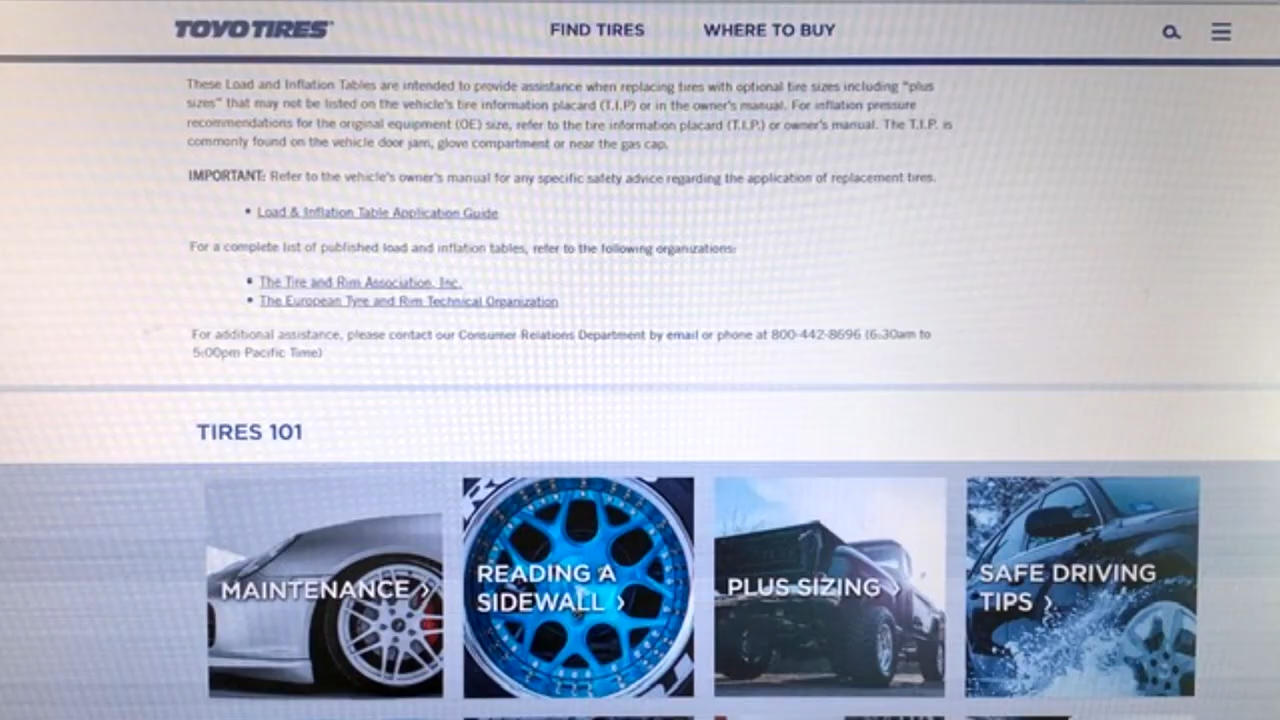 TOYO TIRES
FIND TIRES
WHERE TO BUY
These Load and Inflation Tables are intended to provide assistance when replacing tires with optional tire sizes including "plus
sizes" that may not be listed on the vehicle's tire information placard (T.I.P) or in the owner's manual. For inflation pressure
recommendations for the original equipment (OE) size, refer to the tire information placard (T.I.P.) or owner's manual. The T.I.P. is
commonly found on the vehicle door jam, glove compartment or near the gas cap.
IMPORTANT: Refer to the vehicle's owner's manual for any specific safety advice regarding the application of replacement tires.
• Load & Inflation Table Application Guide
For a complete list of published load and inflation tables, refer to the following organizations:
• The Tire and Rim Association, Inc.
• The European Tyre and Rim Technical Organization
For additional assistance, please contact our Consumer Relations Department by email or phone at 800-442-8696 (6:30am to
5:00pm Pacific Time)
TIRES 101
MAINTENANCE ›
READING A
SIDEWALL ›
PLUS SIZING ›
SAFE DRIVING
TIPS ›